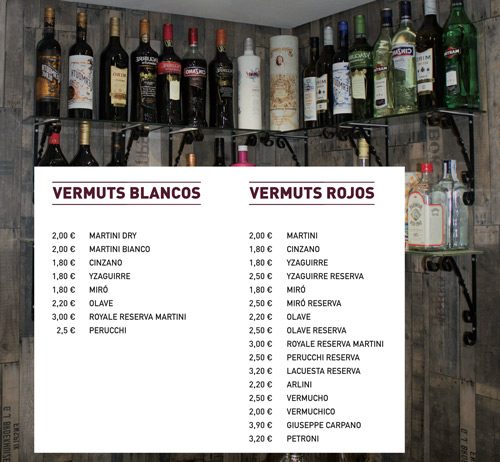 VERMUTS BLANCOS
2,00 € MARTINI DRY
2,00 € MARTINI BIANCO
1,80 € CINZANO
1,80 € YZAGUIRRE
1,80 € MIRÓ
2,20 € OLAVE
3,00 € ROYALE RESERVA MARTINI
2,5 € PERUCCHI
VERMUTS ROJOS
2,00 € MARTINI
1,80 € CINZANO
1,80 € YZAGUIRRE
2,50 € YZAGUIRRE RESERVA
1,80 € MIRÓ
2,50 € MIRÓ RESERVA
2,20 € OLAVE
2,50 € OLAVE RESERVA
3,00 € ROYALE RESERVA MARTINI
2,50 € PERUCCHI RESERVA
3,20 € LACUESTA RESERVA
2,20 € ARLINI
2,50 € VERMUCHO
2,00 € VERMUCHICO
3,90 € GIUSEPPE CARPANO
3,20 € PETRONI